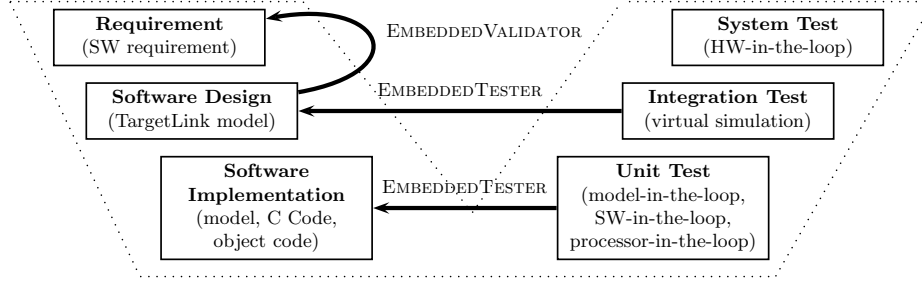 Requirement
(SW requirement)
EMBEDDEDVALIDATOR
System Test
(HW-in-the-loop)
Software Design
(TargetLink model)
EMBEDDEDTESTER
Integration Test
(virtual simulation)
Software
Implementation
(model, C Code,
object code)
EMBEDDEDTESTER
Unit Test
(model-in-the-loop,
SW-in-the-loop,
processor-in-the-loop)